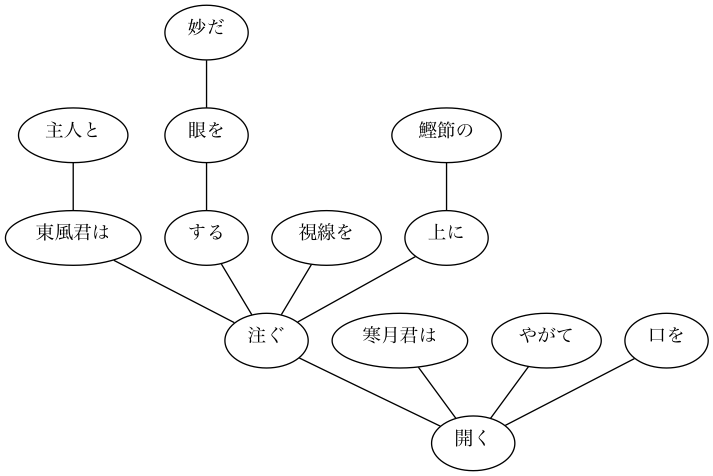 妙だ
主人と 眼を 鰹節の
東風君は する 視線を 上に
注ぐ 寒月君は やがて 口を
開く